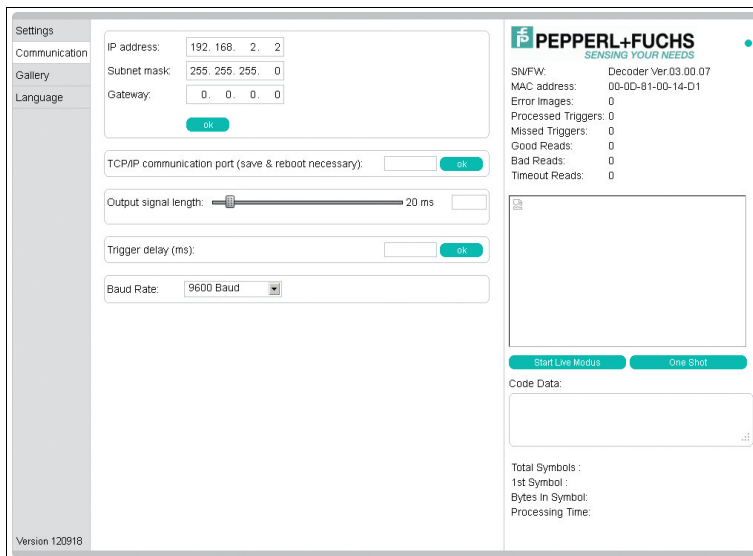 Settings
Communication
Gallery
Language
Version 120918
IP address: 192. 168. 2. 2
Subnet mask: 255. 255. 255. 0
Gateway: 0. 0. 0. 0
ok
TCP/IP communication port (save & reboot necessary): ok
Output signal length: 20 ms
Trigger delay (ms): ok
Baud Rate: 9600 Baud
PEPPERL+FUCHS
SENSING YOUR NEEDS
SN/FW: Decoder Ver.03.00.07
MAC address: 00-0D-81-00-14-D1
Error Images: 0
Processed Triggers: 0
Missed Triggers: 0
Good Reads: 0
Bad Reads: 0
Timeout Reads: 0
Start Live Modus One Shot
Code Data:
Total Symbols :
1st Symbol :
Bytes In Symbol:
Processing Time: